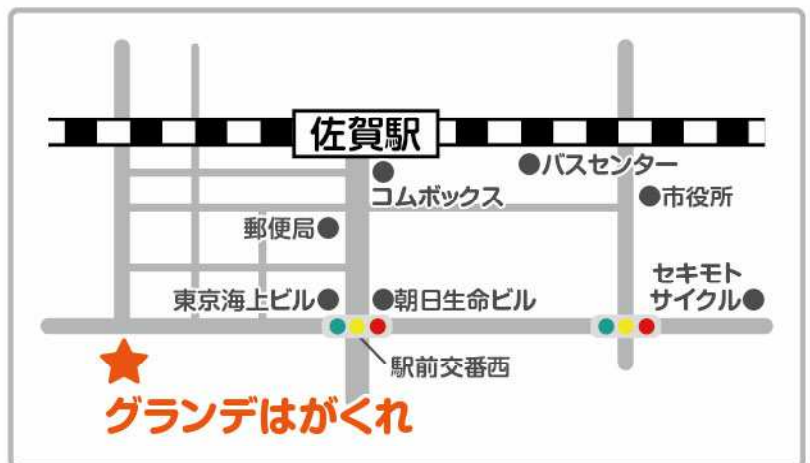 佐賀駅
バスセンター
コムボックス
市役所
郵便局
セキモト
サイクル
東京海上ビル
朝日生命ビル
駅前交番西
グランデはがくれ